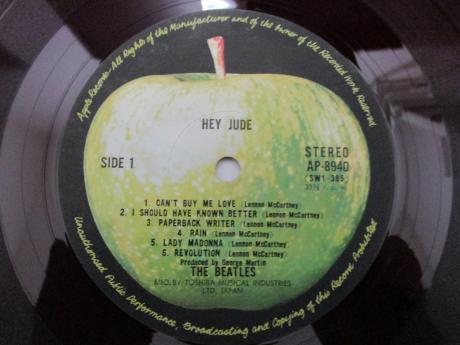 Apple Records · All Rights of the Manufacturer and of the Owner of the Recorded Work Reserved
HEY JUDE
SIDE 1
STEREO
AP-8940
(SW1-385)
33⅓ r. p. m.
1. CAN'T BUY ME LOVE (Lennon-McCartney)
2. I SHOULD HAVE KNOWN BETTER (Lennon-McCartney)
3. PAPERBACK WRITER (Lennon-McCartney)
4. RAIN (Lennon-McCartney)
5. LADY MADONNA (Lennon-McCartney)
6. REVOLUTION (Lennon-McCartney)
Produced by George Martin
THE BEATLES
MFD. BY TOSHIBA MUSICAL INDUSTRIES
LTD. JAPAN
Unauthorised Public Performance, Broadcasting and Copying of this Record Prohibited